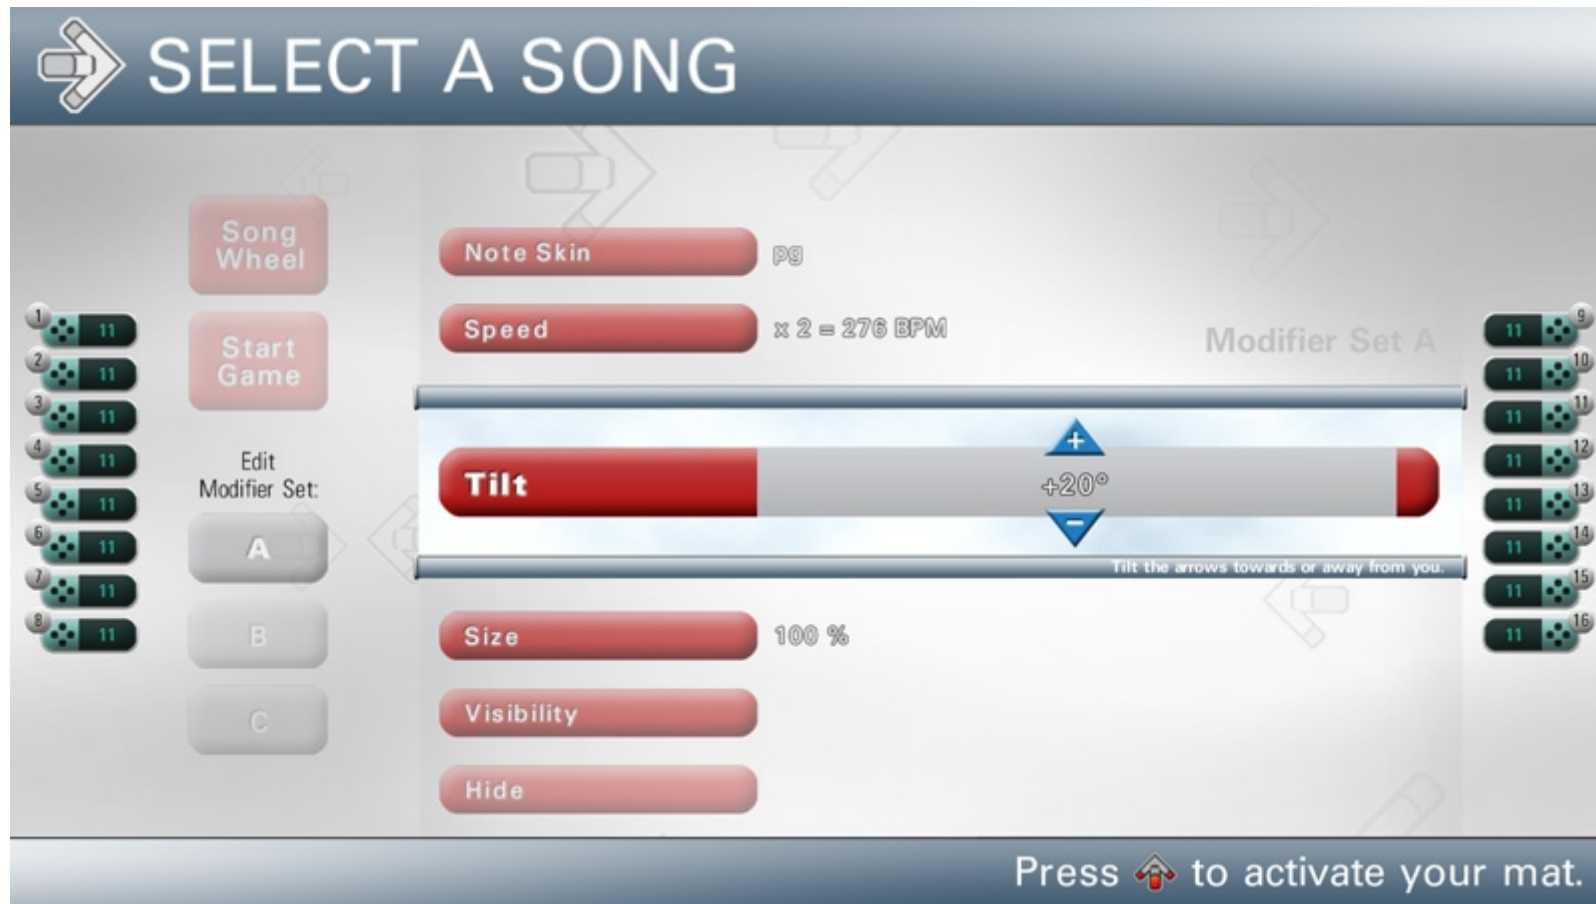 SELECT A SONG
Song
Wheel
Start
Game
Edit
Modifier Set:
A
B
C
1 11
2 11
3 11
4 11
5 11
6 11
7 11
8 11
Note Skin pg
Speed x 2 = 276 BPM
Modifier Set A
Tilt + +20° −
Tilt the arrows towards or away from you.
Size 100 %
Visibility
Hide
11 9
11 10
11 11
11 12
11 13
11 14
11 15
11 16
Press to activate your mat.